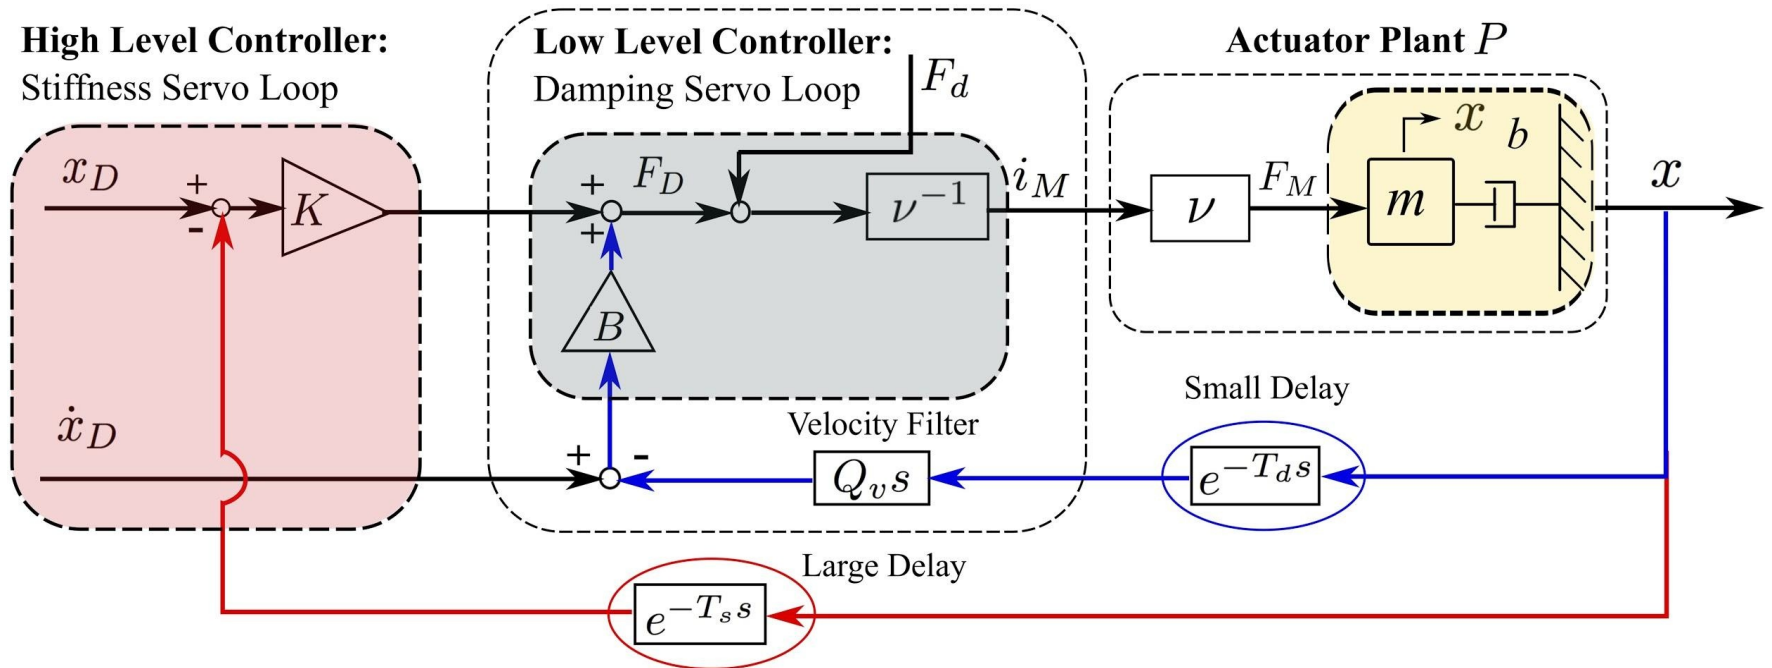 High Level Controller:
Stiffness Servo Loop
Low Level Controller:
Damping Servo Loop
Actuator Plant P
F_d
x_D
+
-
K
+
+
F_D
ν^{-1}
i_M
ν
F_M
m
x
b
x
B
ẋ_D
+
-
Velocity Filter
Q_v s
Small Delay
e^{-T_d s}
Large Delay
e^{-T_s s}